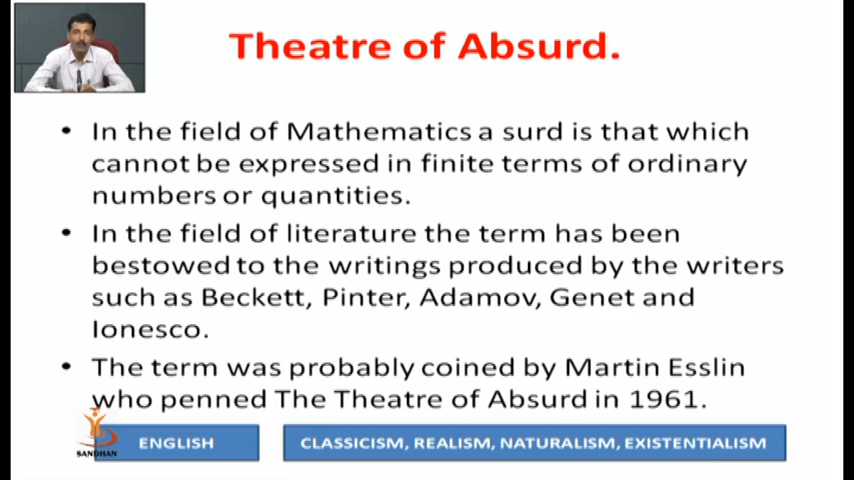 Theatre of Absurd.
• In the field of Mathematics a surd is that which
cannot be expressed in finite terms of ordinary
numbers or quantities.
• In the field of literature the term has been
bestowed to the writings produced by the writers
such as Beckett, Pinter, Adamov, Genet and
Ionesco.
• The term was probably coined by Martin Esslin
who penned The Theatre of Absurd in 1961.
ENGLISH
CLASSICISM, REALISM, NATURALISM, EXISTENTIALISM
SANDHAN